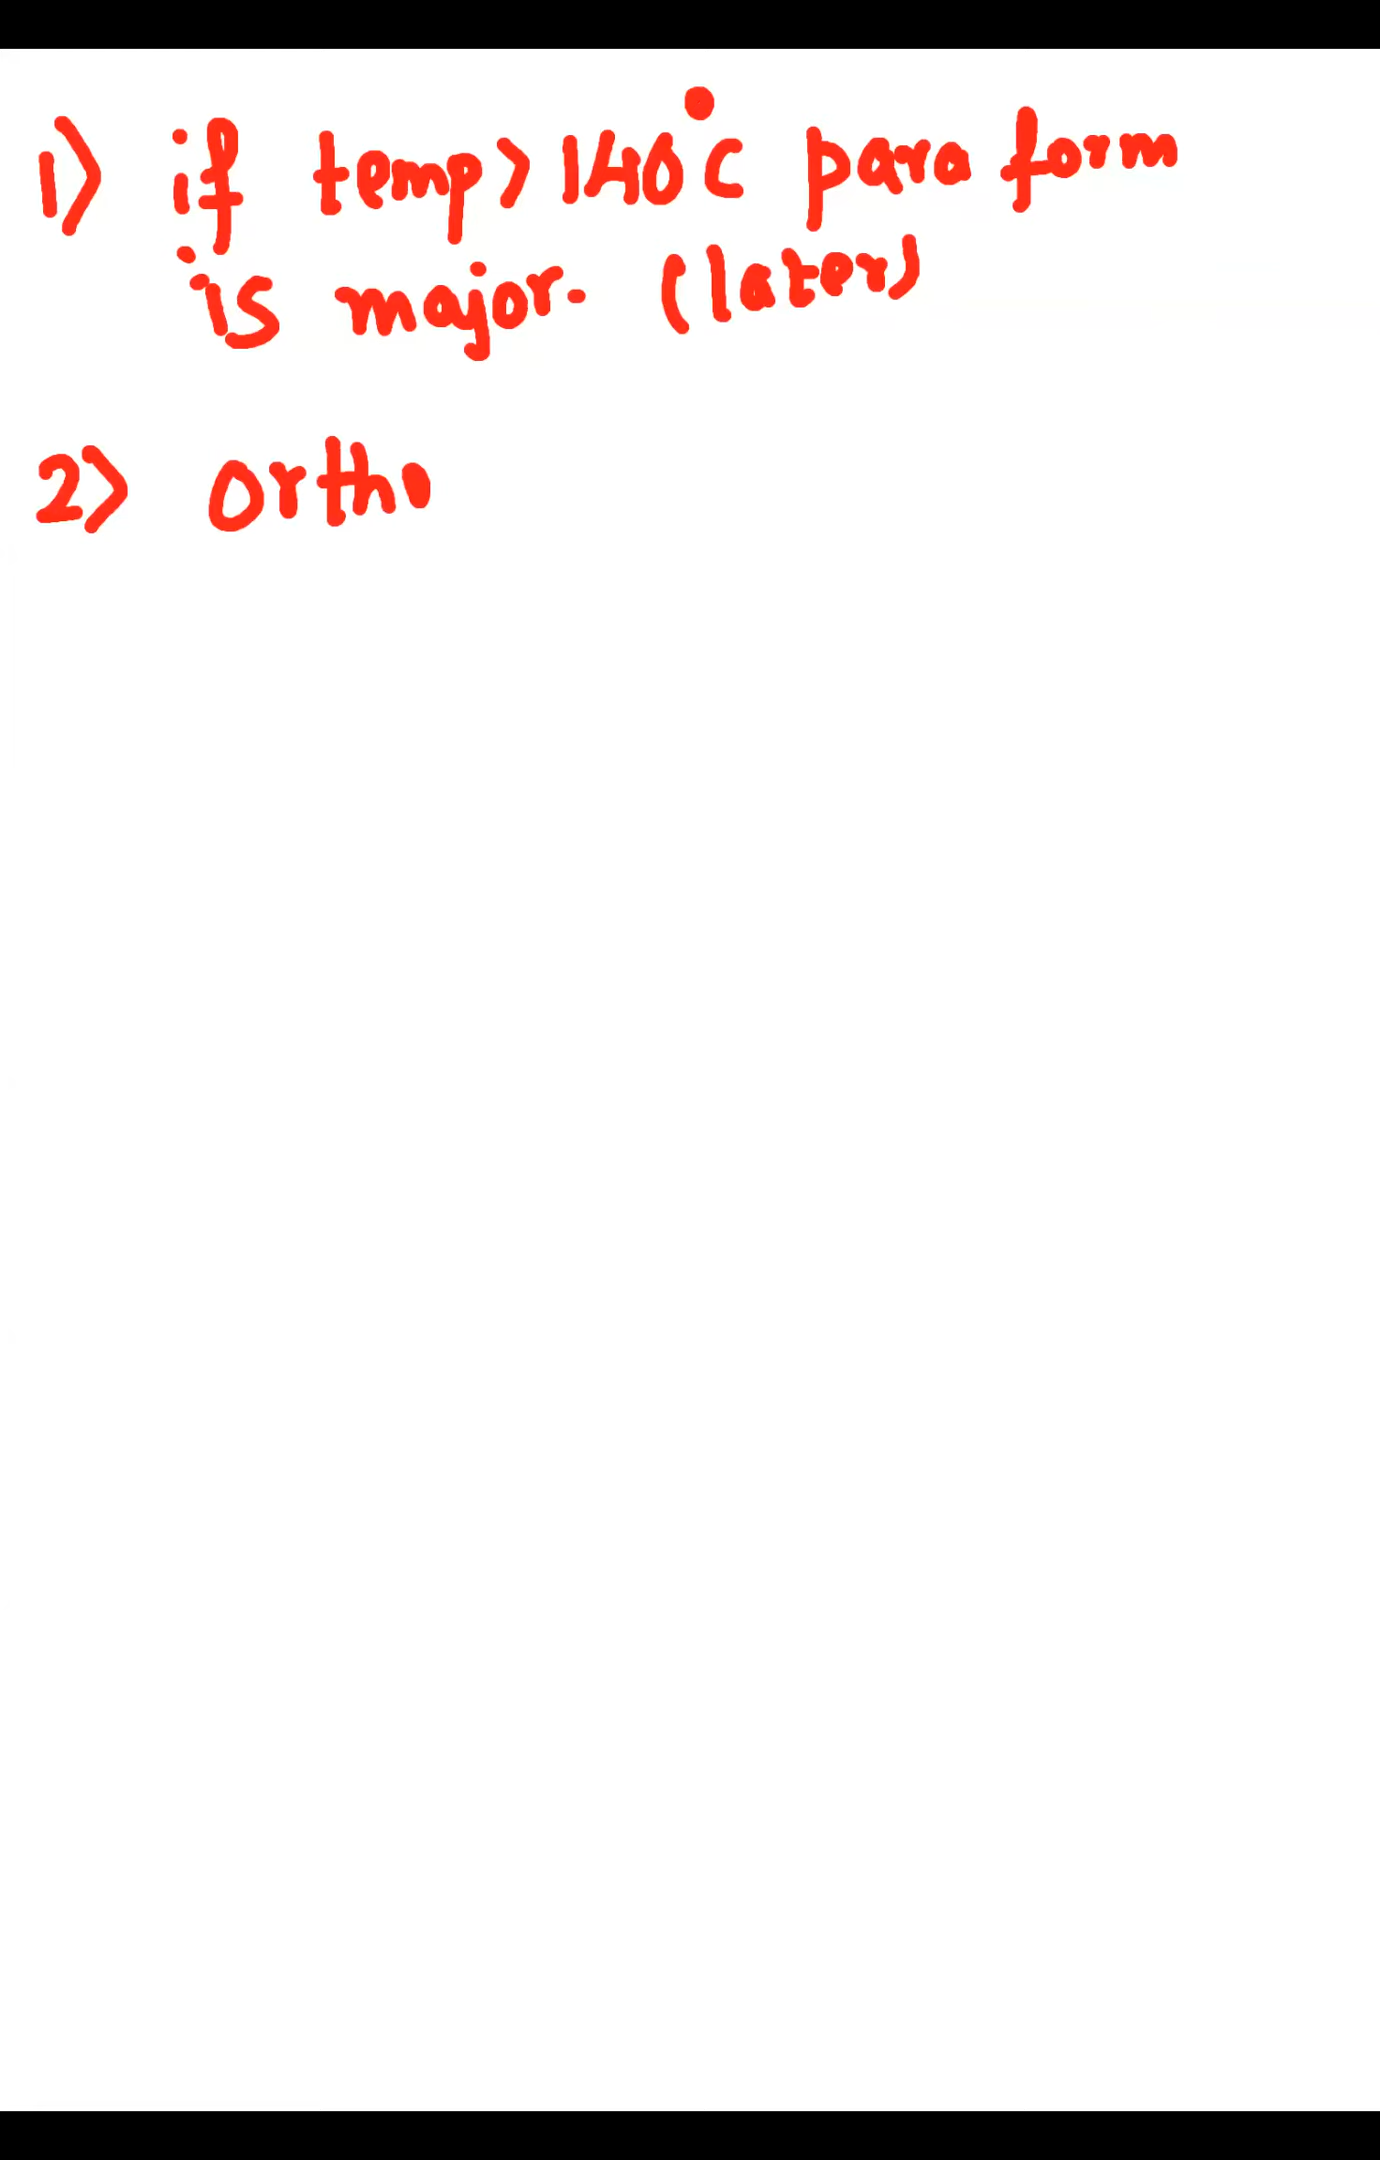 1) if temp > 140°C para form
is major. (later)
2) ortho